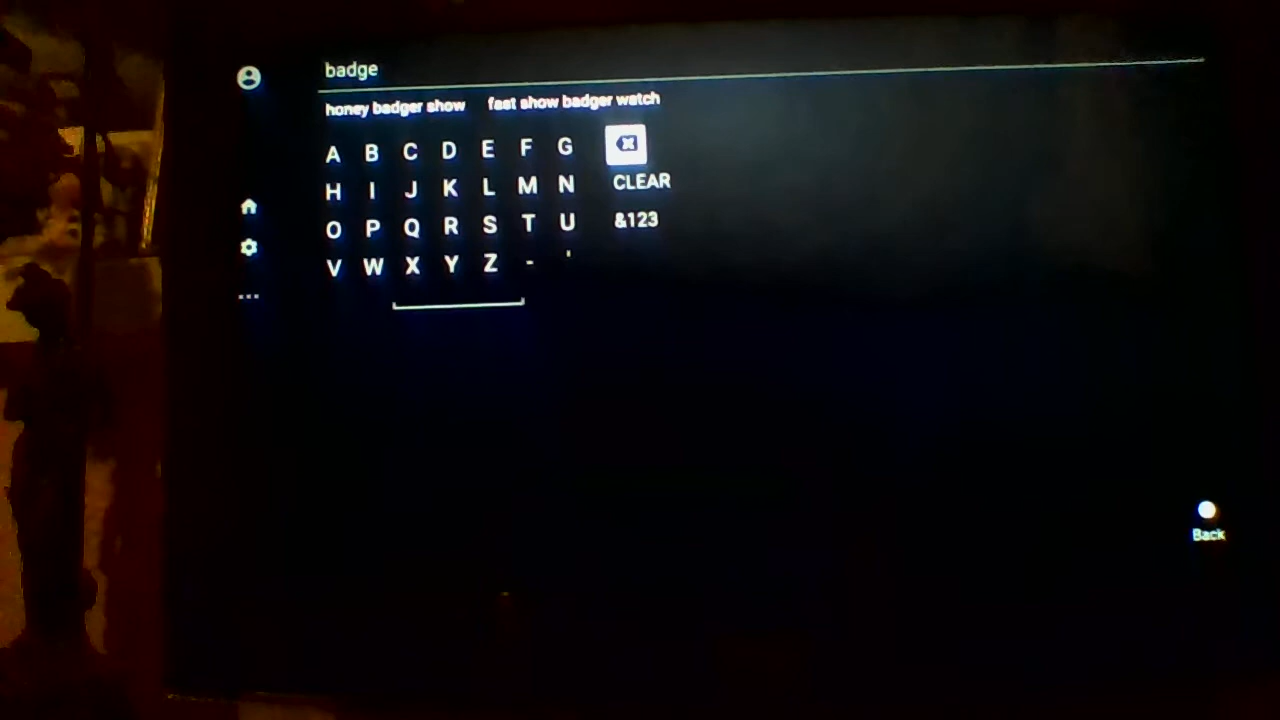 badge
honey badger show fast show badger watch
A B C D E F G
H I J K L M N CLEAR
O P Q R S T U &123
V W X Y Z - '
Back